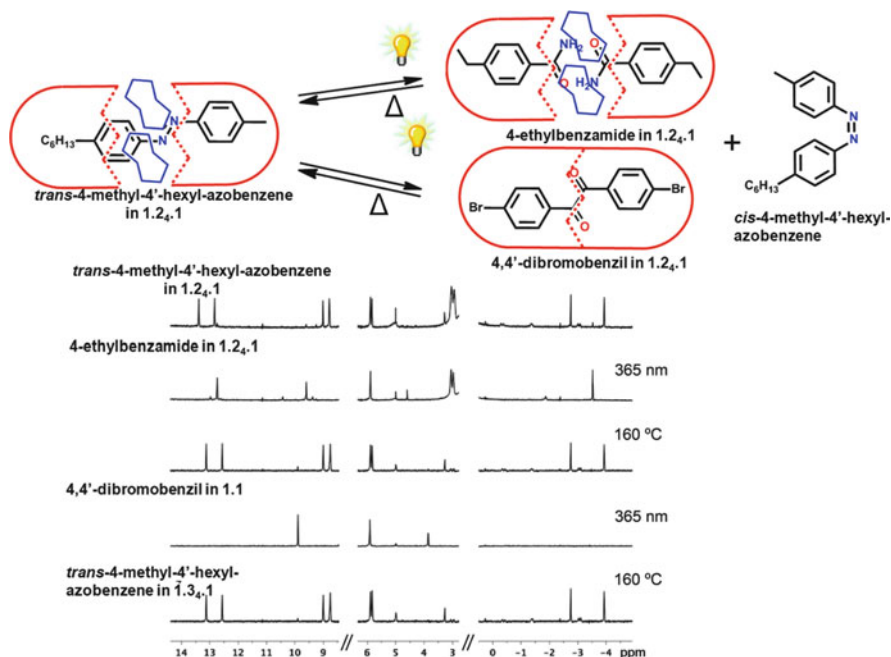 NH₂
O
O
H₂N
Δ
4-ethylbenzamide in 1.2₄.1
C₆H₁₃
N
N
trans-4-methyl-4'-hexyl-azobenzene
in 1.2₄.1
+
N
N
C₆H₁₃
Δ
Br
O
O
Br
4,4'-dibromobenzil in 1.2₄.1
cis-4-methyl-4'-hexyl-
azobenzene
trans-4-methyl-4'-hexyl-azobenzene
in 1.2₄.1
4-ethylbenzamide in 1.2₄.1
365 nm
160 ºC
4,4'-dibromobenzil in 1.1
365 nm
trans-4-methyl-4'-hexyl-
azobenzene in 1.3₄.1
160 ºC
14 13 12 11 10 9 // 6 5 4 3 // 0 -1 -2 -3 -4 ppm